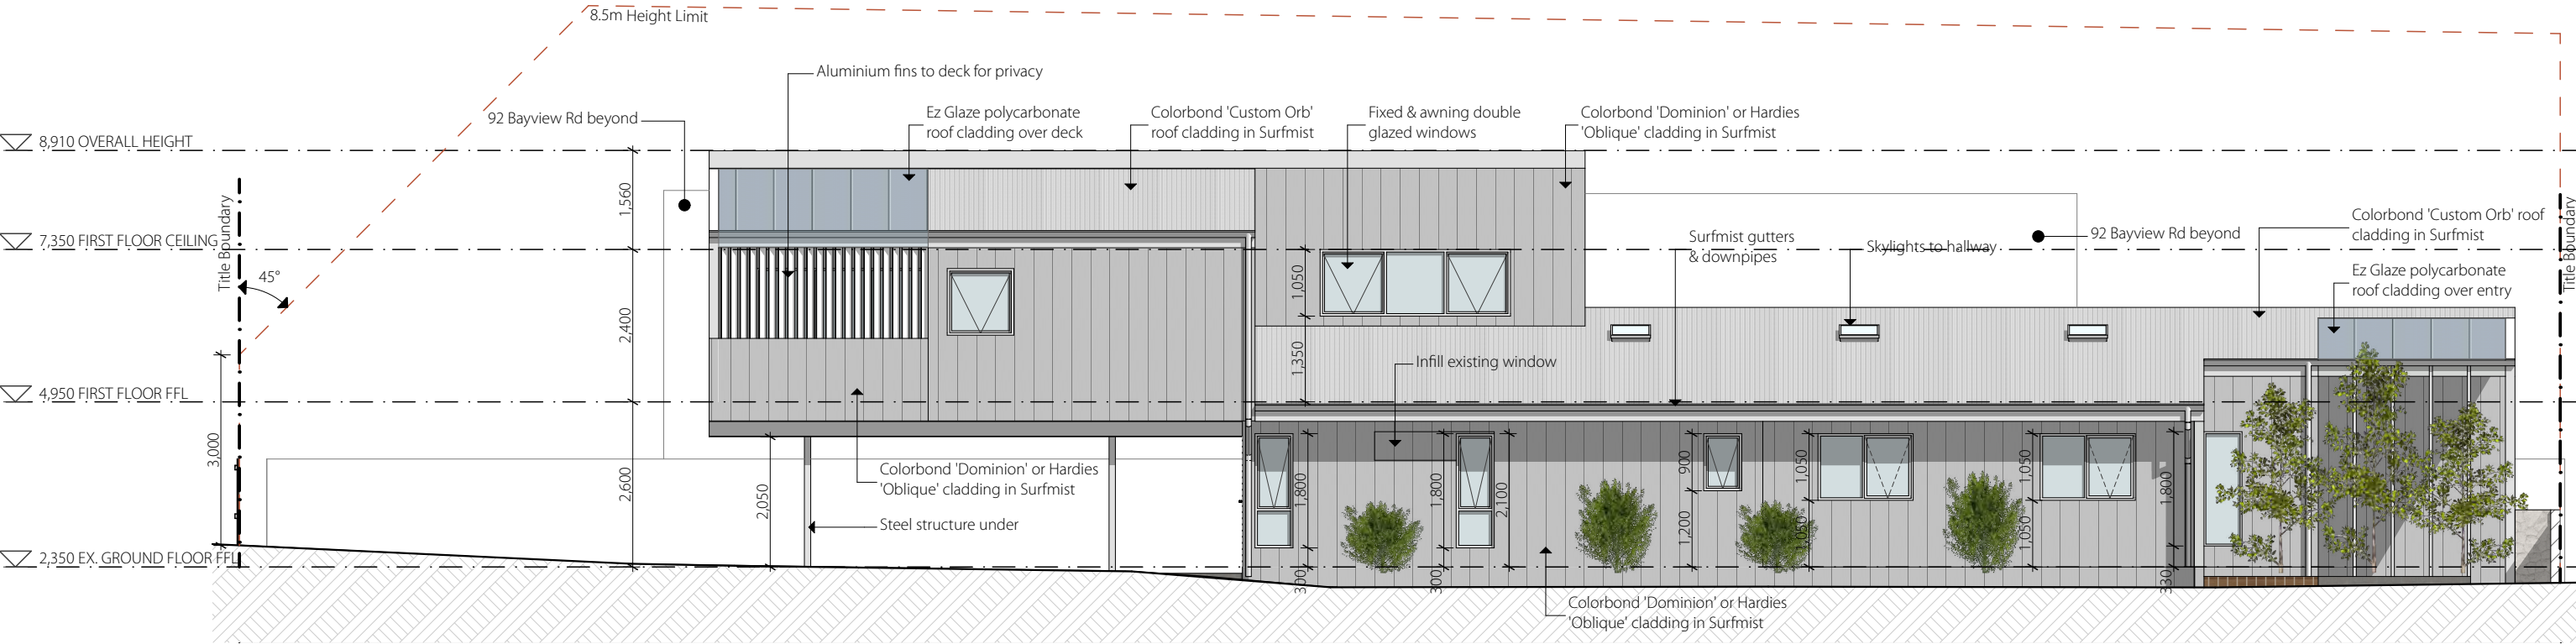 8.5m Height Limit
Aluminium fins to deck for privacy
92 Bayview Rd beyond
Ez Glaze polycarbonate
roof cladding over deck
Colorbond 'Custom Orb'
roof cladding in Surfmist
Fixed & awning double
glazed windows
Colorbond 'Dominion' or Hardies
'Oblique' cladding in Surfmist
8,910 OVERALL HEIGHT
1,560
Title Boundary
7,350 FIRST FLOOR CEILING
45°
Surfmist gutters
& downpipes
Skylights to hallway
92 Bayview Rd beyond
Colorbond 'Custom Orb' roof
cladding in Surfmist
Title Boundary
Ez Glaze polycarbonate
roof cladding over entry
1,050
2,400
1,350
Infill existing window
4,950 FIRST FLOOR FFL
3,000
2,600
2,050
Colorbond 'Dominion' or Hardies
'Oblique' cladding in Surfmist
Steel structure under
1,800
1,800
2,100
900
1,200
1,050
1,050
1,050
1,050
1,800
2,350 EX. GROUND FLOOR FFL
300
300
330
Colorbond 'Dominion' or Hardies
'Oblique' cladding in Surfmist